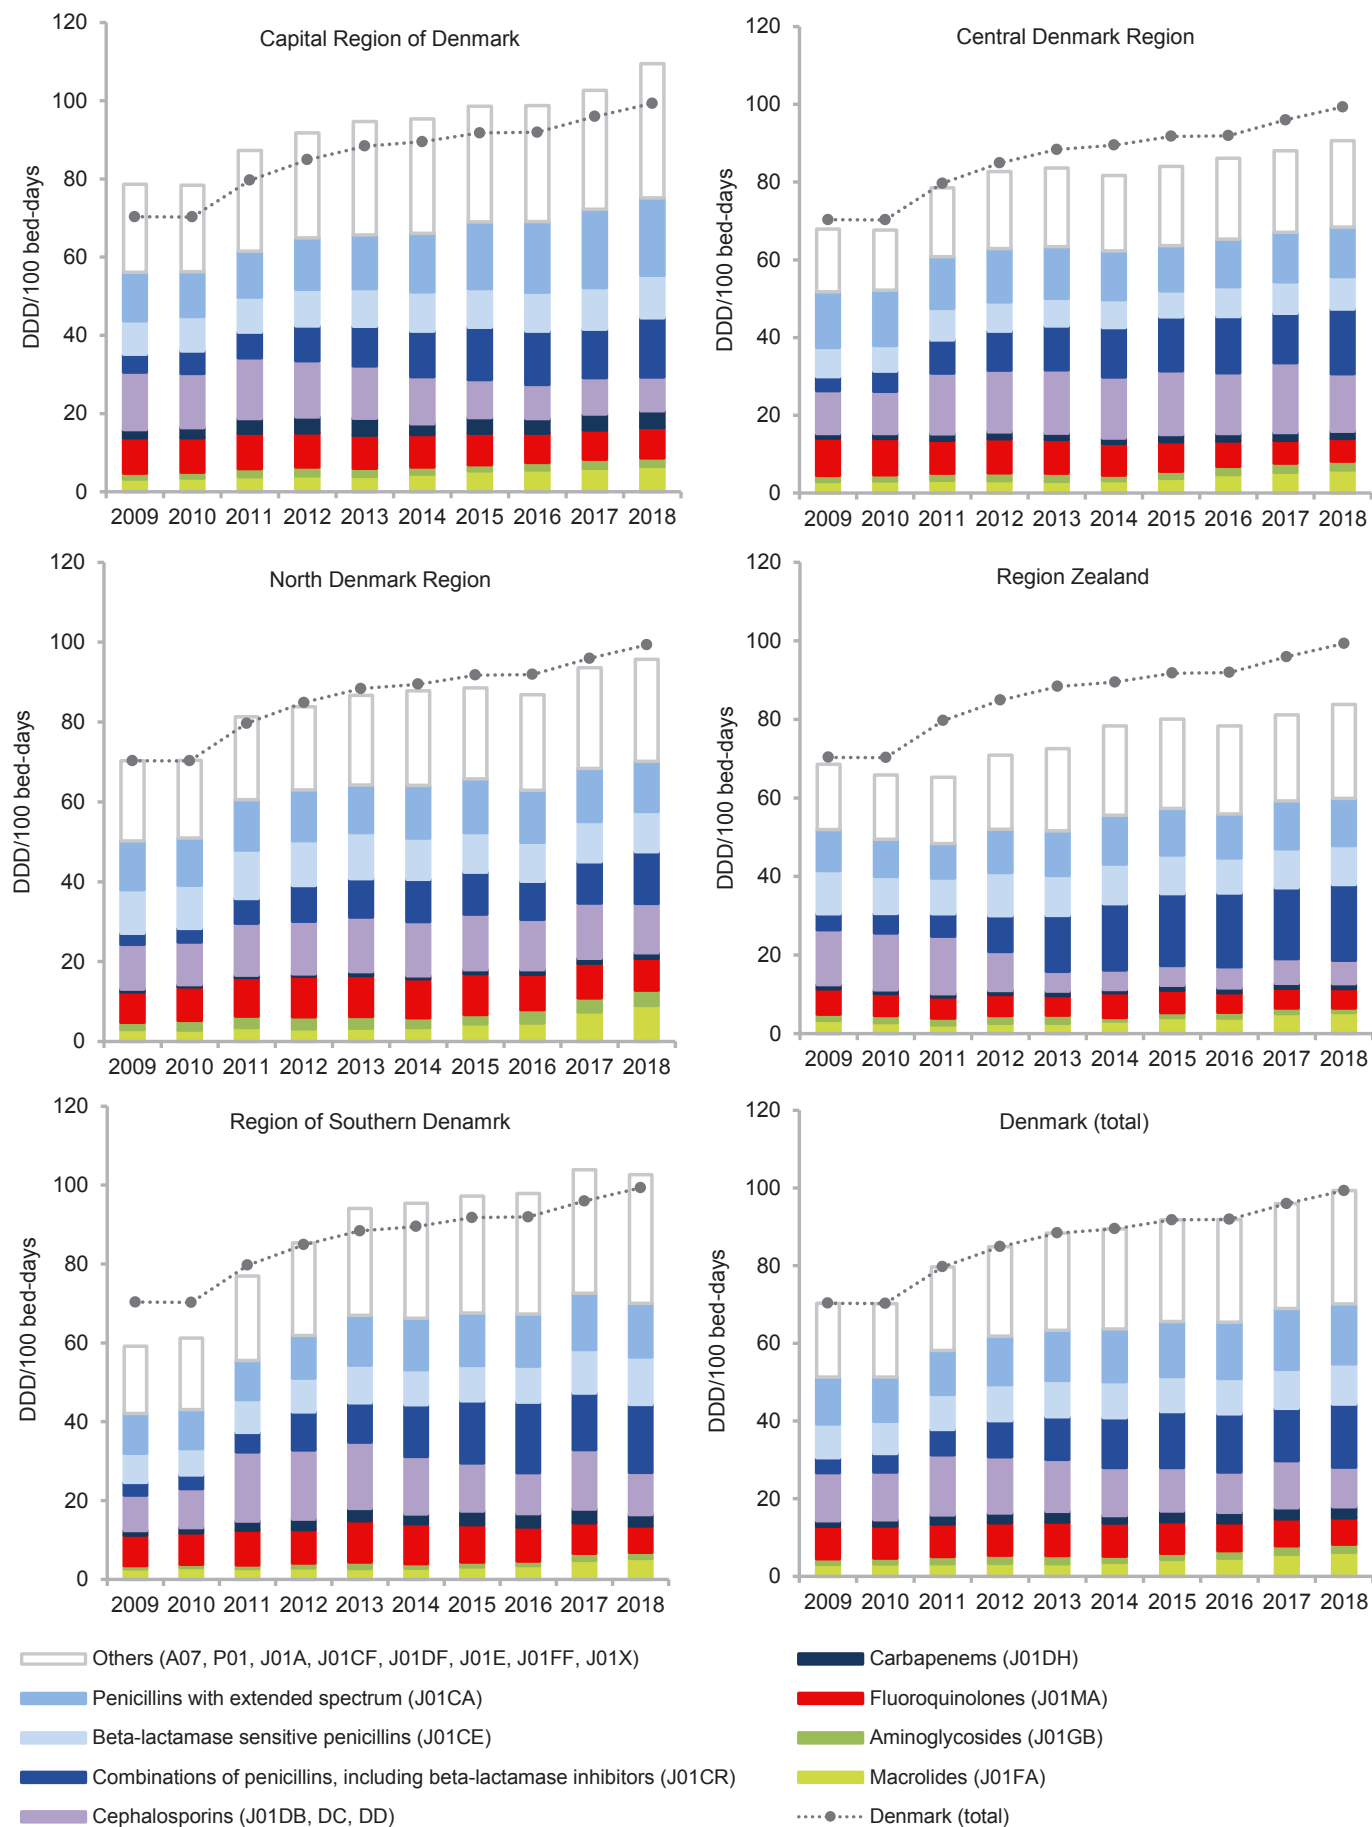 Capital Region of Denmark
DDD/100 bed-days
120
100
80
60
40
20
0
2009 2010 2011 2012 2013 2014 2015 2016 2017 2018
Central Denmark Region
DDD/100 bed-days
120
100
80
60
40
20
0
2009 2010 2011 2012 2013 2014 2015 2016 2017 2018
North Denmark Region
DDD/100 bed-days
120
100
80
60
40
20
0
2009 2010 2011 2012 2013 2014 2015 2016 2017 2018
Region Zealand
DDD/100 bed-days
120
100
80
60
40
20
0
2009 2010 2011 2012 2013 2014 2015 2016 2017 2018
Region of Southern Denamrk
DDD/100 bed-days
120
100
80
60
40
20
0
2009 2010 2011 2012 2013 2014 2015 2016 2017 2018
Denmark (total)
DDD/100 bed-days
120
100
80
60
40
20
0
2009 2010 2011 2012 2013 2014 2015 2016 2017 2018
Others (A07, P01, J01A, J01CF, J01DF, J01E, J01FF, J01X)
Penicillins with extended spectrum (J01CA)
Beta-lactamase sensitive penicillins (J01CE)
Combinations of penicillins, including beta-lactamase inhibitors (J01CR)
Cephalosporins (J01DB, DC, DD)
Carbapenems (J01DH)
Fluoroquinolones (J01MA)
Aminoglycosides (J01GB)
Macrolides (J01FA)
Denmark (total)